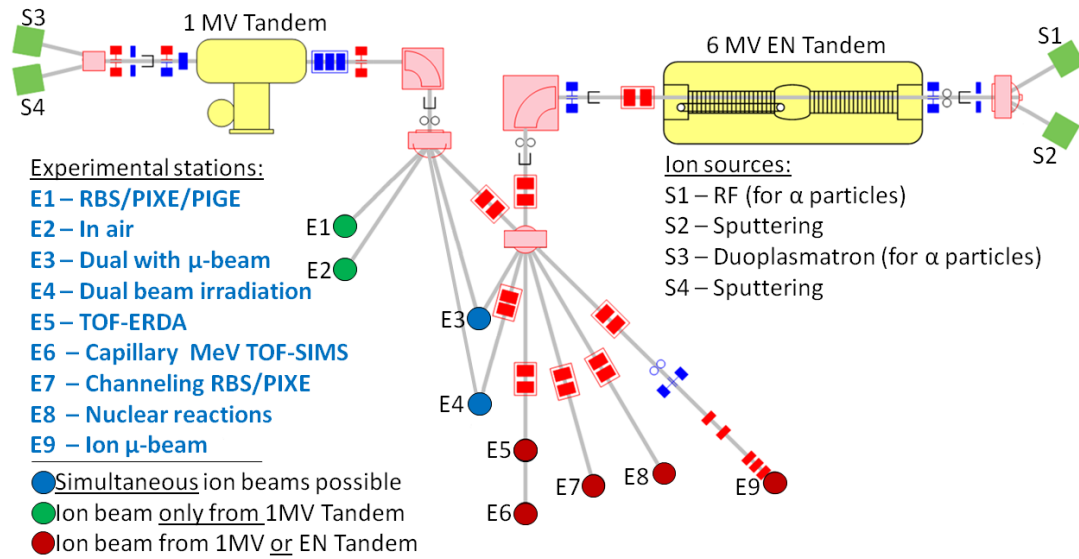 S3
1 MV Tandem
6 MV EN Tandem
S1
S4
S2
Experimental stations:
E1 – RBS/PIXE/PIGE
E2 – In air
E3 – Dual with µ-beam
E4 – Dual beam irradiation
E5 – TOF-ERDA
E6 – Capillary MeV TOF-SIMS
E7 – Channeling RBS/PIXE
E8 – Nuclear reactions
E9 – Ion µ-beam
Simultaneous ion beams possible
Ion beam only from 1MV Tandem
Ion beam from 1MV or EN Tandem
Ion sources:
S1 – RF (for α particles)
S2 – Sputtering
S3 – Duoplasmatron (for α particles)
S4 – Sputtering
E1
E2
E3
E4
E5
E6
E7
E8
E9